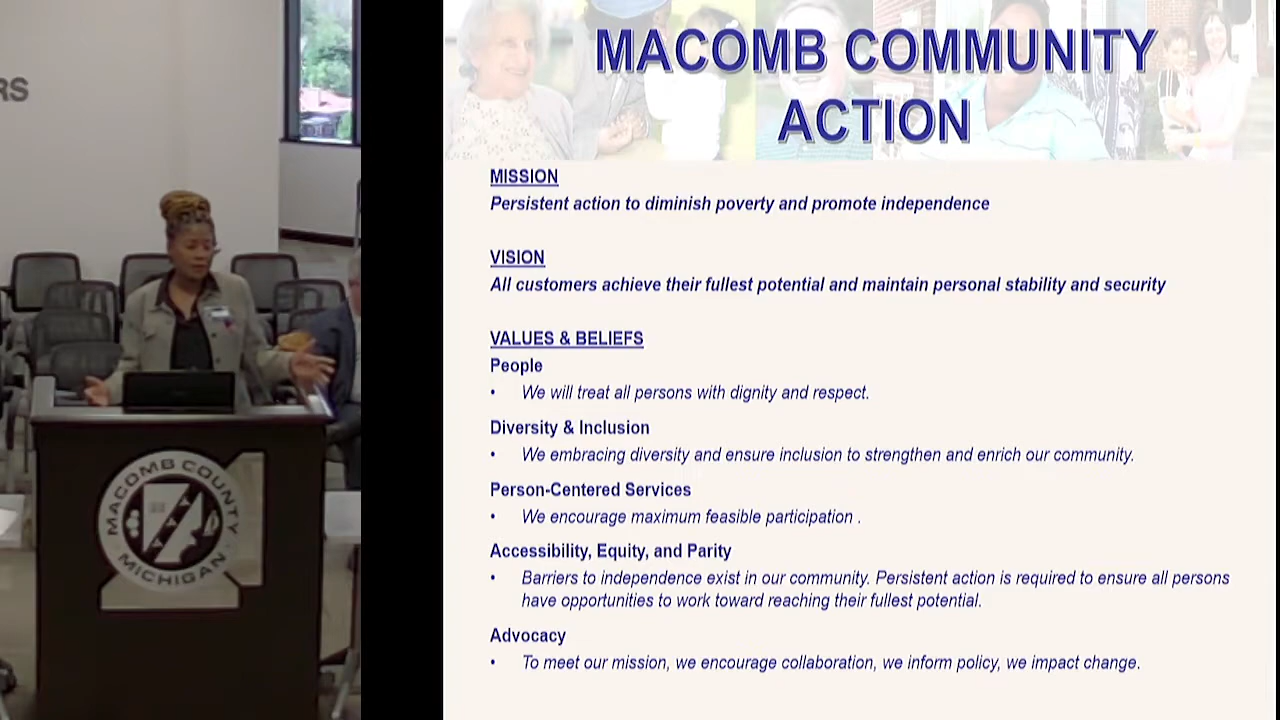 RS
MACOMB COUNTY
MICHIGAN
MACOMB COMMUNITY
ACTION
MISSION
Persistent action to diminish poverty and promote independence
VISION
All customers achieve their fullest potential and maintain personal stability and security
VALUES & BELIEFS
People
• We will treat all persons with dignity and respect.
Diversity & Inclusion
• We embracing diversity and ensure inclusion to strengthen and enrich our community.
Person-Centered Services
• We encourage maximum feasible participation .
Accessibility, Equity, and Parity
• Barriers to independence exist in our community. Persistent action is required to ensure all persons
have opportunities to work toward reaching their fullest potential.
Advocacy
• To meet our mission, we encourage collaboration, we inform policy, we impact change.